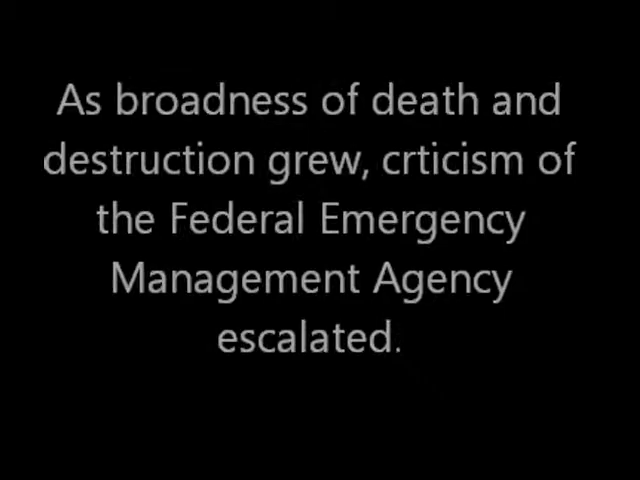 As broadness of death and
destruction grew, crticism of
the Federal Emergency
Management Agency
escalated.